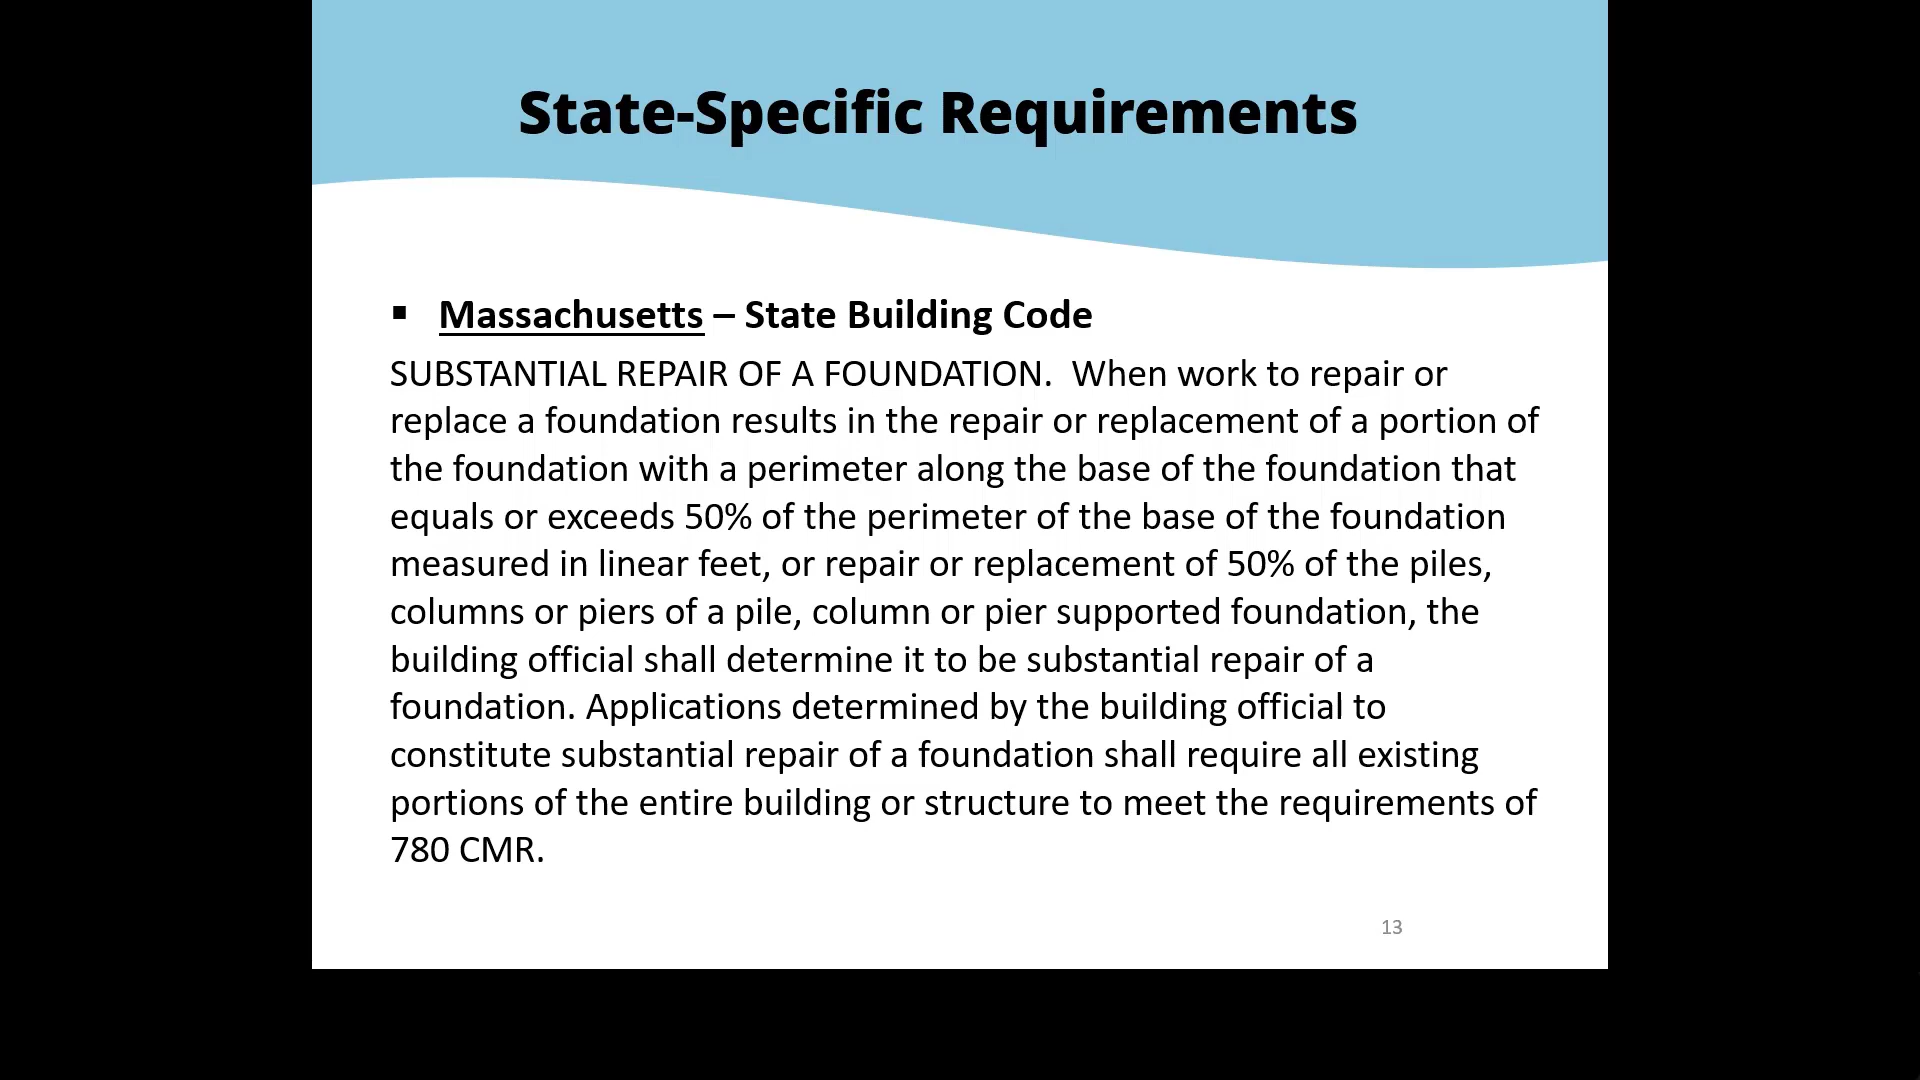 State-Specific Requirements
▪ Massachusetts – State Building Code
SUBSTANTIAL REPAIR OF A FOUNDATION.  When work to repair or
replace a foundation results in the repair or replacement of a portion of
the foundation with a perimeter along the base of the foundation that
equals or exceeds 50% of the perimeter of the base of the foundation
measured in linear feet, or repair or replacement of 50% of the piles,
columns or piers of a pile, column or pier supported foundation, the
building official shall determine it to be substantial repair of a
foundation. Applications determined by the building official to
constitute substantial repair of a foundation shall require all existing
portions of the entire building or structure to meet the requirements of
780 CMR.
13